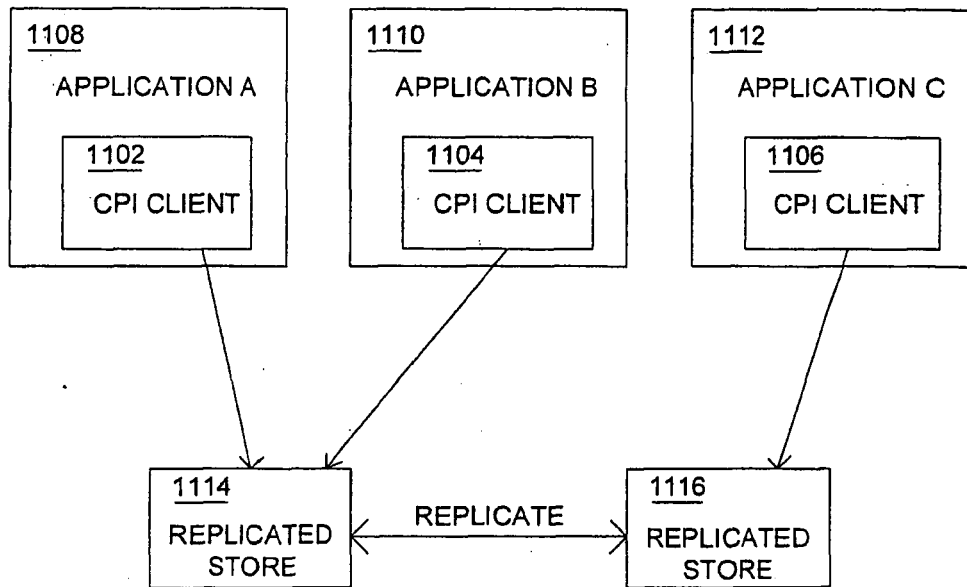 1108
APPLICATION A
1102
CPI CLIENT
1110
APPLICATION B
1104
CPI CLIENT
1112
APPLICATION C
1106
CPI CLIENT
1114
REPLICATED
STORE
REPLICATE
1116
REPLICATED
STORE